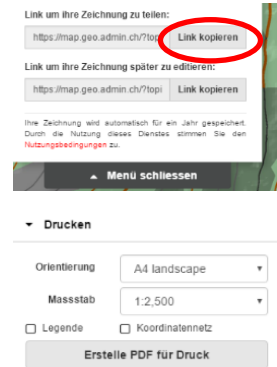 Link um ihre Zeichnung zu teilen:
https://map.geo.admin.ch/?topi Link kopieren
Link um ihre Zeichnung später zu editieren:
https://map.geo.admin.ch/?topi Link kopieren
Ihre Zeichnung wird automatisch für ein Jahr gespeichert.
Durch die Nutzung dieses Dienstes stimmen Sie den
Nutzungsbedingungen zu.
Menü schliessen
Drucken
Orientierung A4 landscape
Massstab 1:2,500
Legende Koordinatennetz
Erstelle PDF für Druck